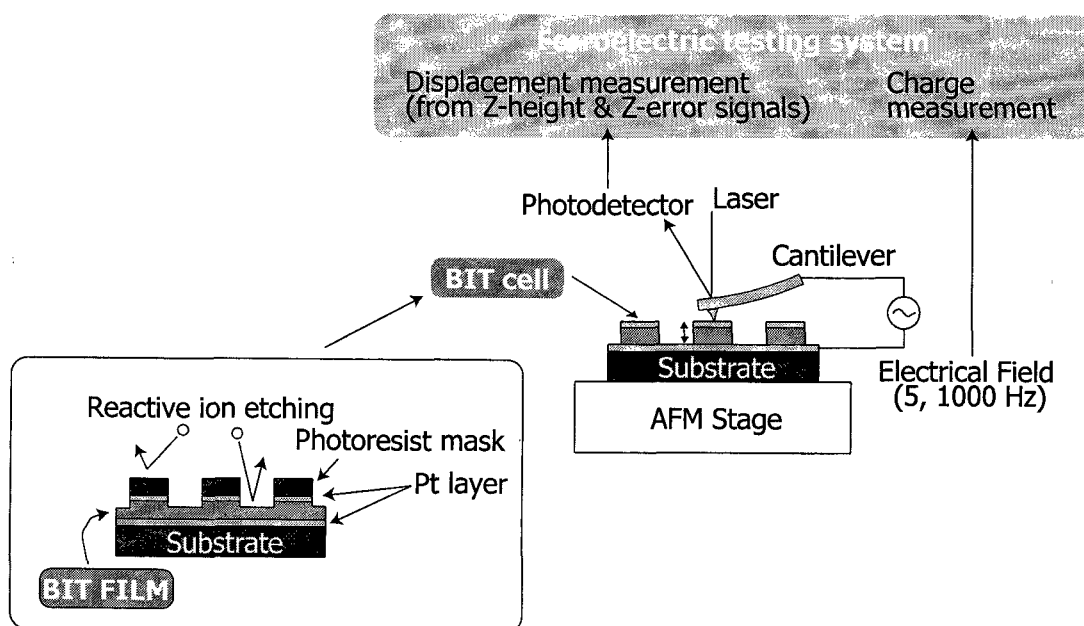 Ferroelectric testing system
Displacement measurement
(from Z-height & Z-error signals)
Charge
measurement
Photodetector
Laser
Cantilever
BIT cell
Substrate
AFM Stage
Electrical Field
(5, 1000 Hz)
Reactive ion etching
Photoresist mask
Pt layer
Substrate
BIT FILM